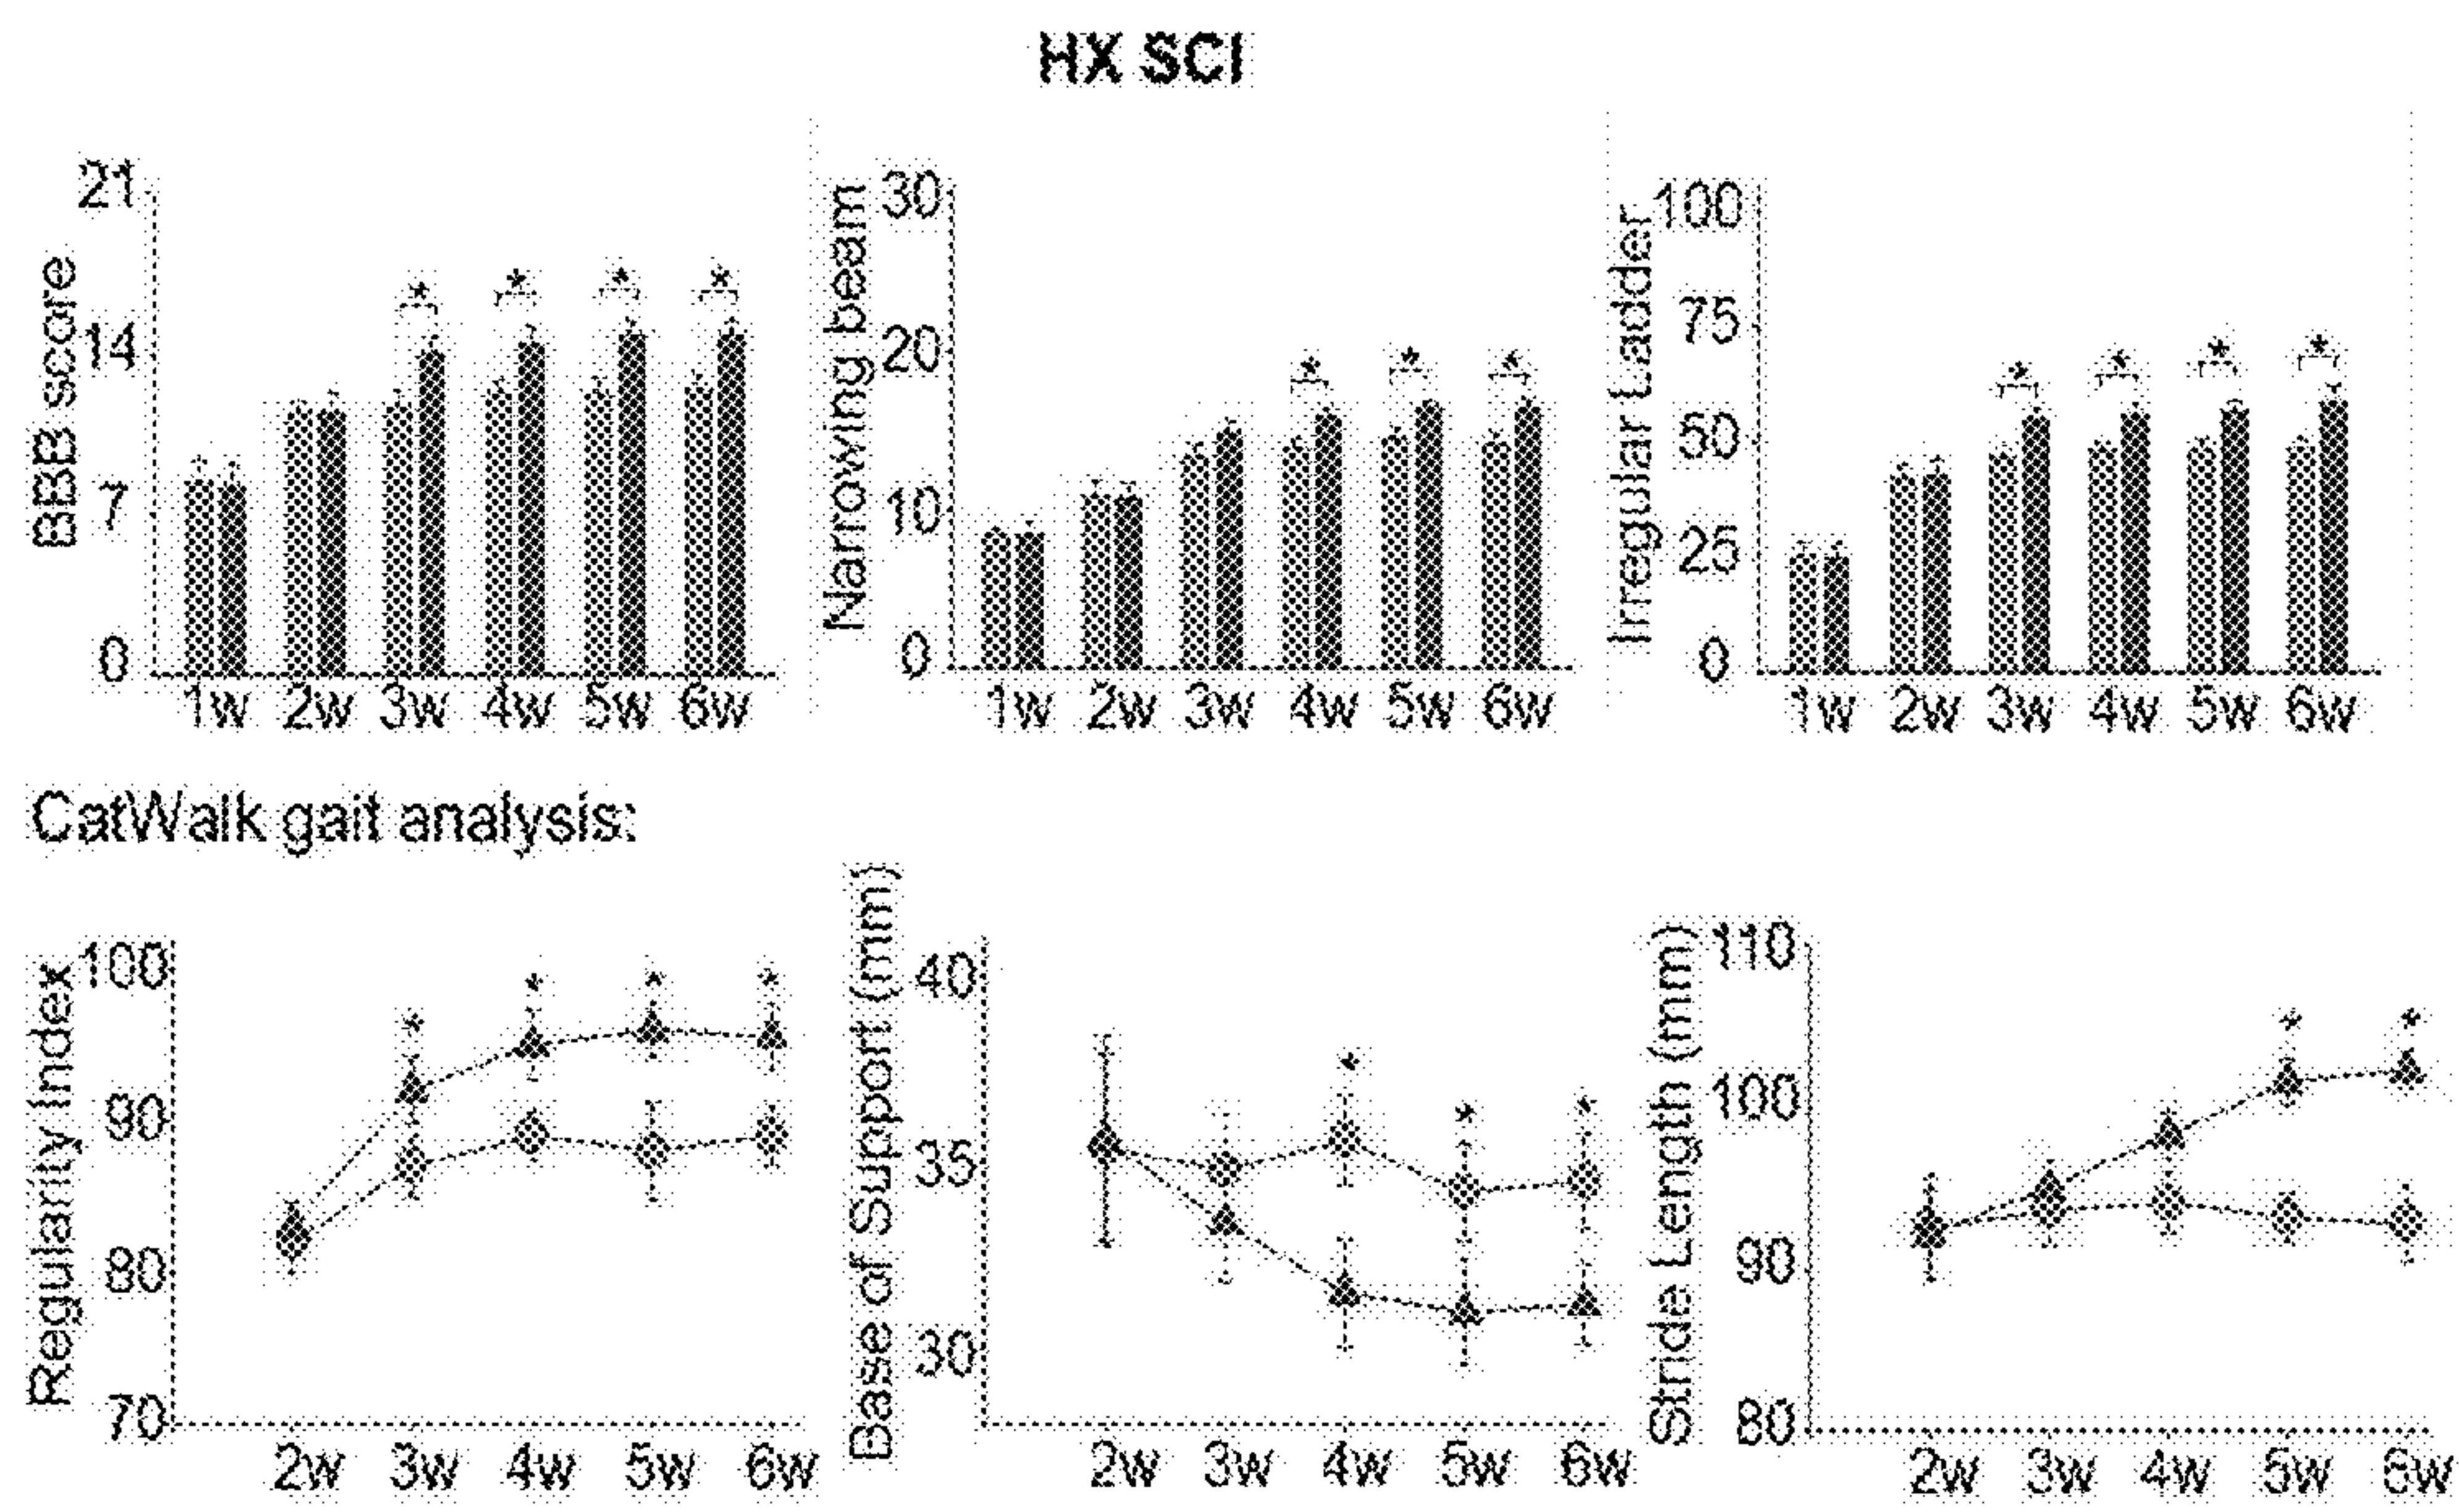 HX SCI
BBB score
21
14
7
0
* * * *
1w 2w 3w 4w 5w 6w
Narrowing beam
30
20
10
0
* * *
1w 2w 3w 4w 5w 6w
Irregular Ladder
100
75
50
25
0
* * * *
1w 2w 3w 4w 5w 6w
CatWalk gait analysis:
Regularity Index
100
90
80
70
* * * *
2w 3w 4w 5w 6w
Base of Support (mm)
40
35
30
* * *
2w 3w 4w 5w 6w
Stride Length (mm)
110
100
90
80
* *
2w 3w 4w 5w 6w